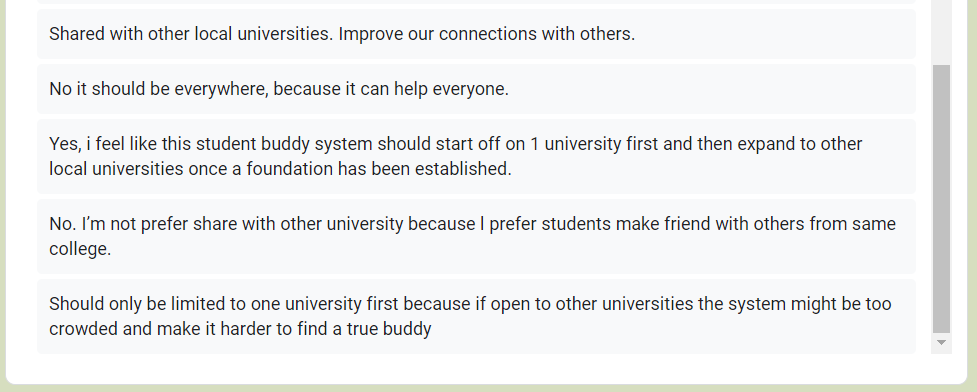 Shared with other local universities. Improve our connections with others.
No it should be everywhere, because it can help everyone.
Yes, i feel like this student buddy system should start off on 1 university first and then expand to other
local universities once a foundation has been established.
No. I’m not prefer share with other university because I prefer students make friend with others from same
college.
Should only be limited to one university first because if open to other universities the system might be too
crowded and make it harder to find a true buddy